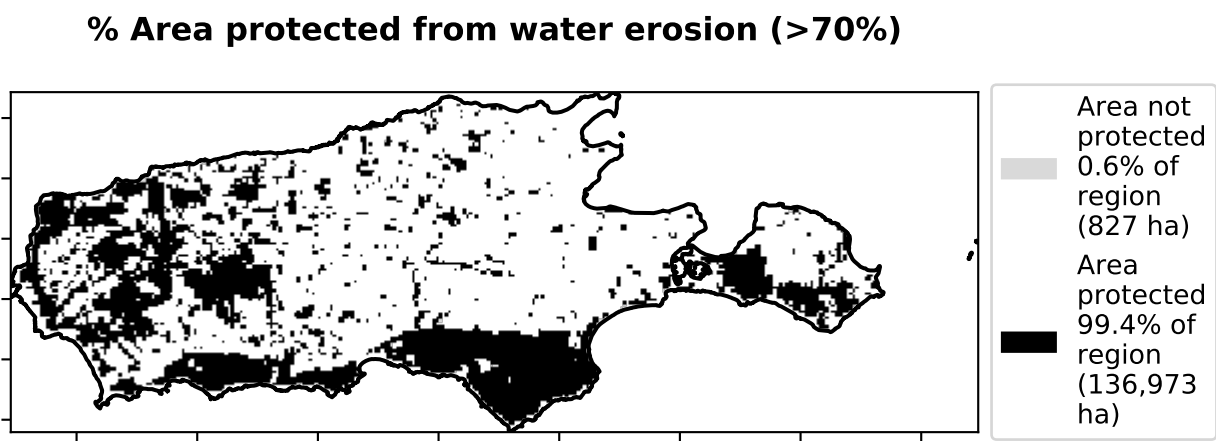 % Area protected from water erosion (>70%)
Area not
protected
0.6% of
region
(827 ha)
Area
protected
99.4% of
region
(136,973
ha)